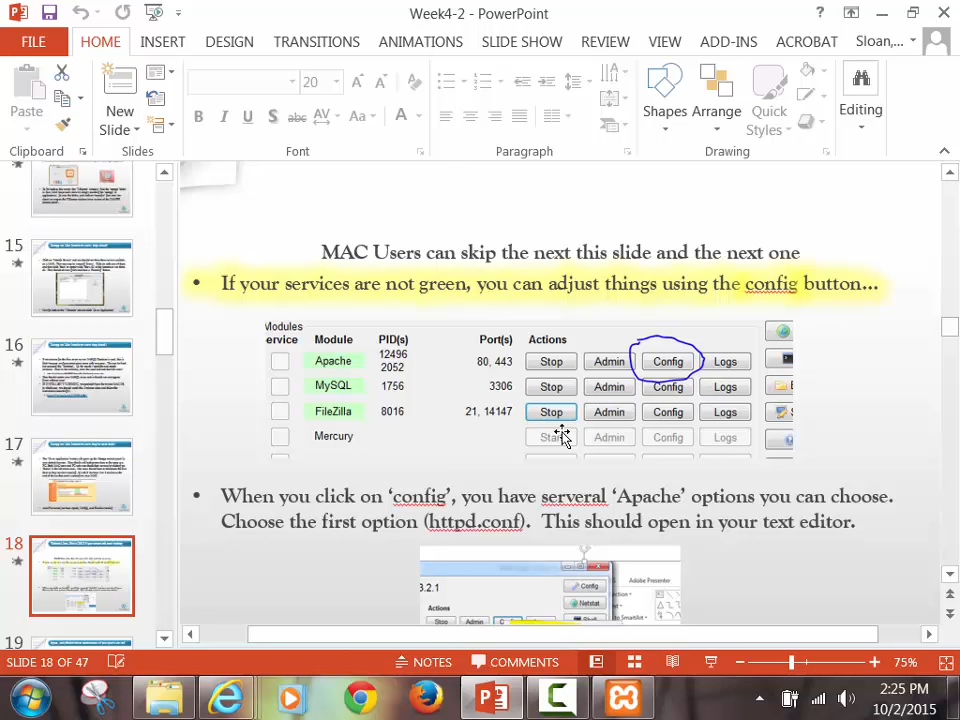 Week4-2 - PowerPoint
FILE HOME INSERT DESIGN TRANSITIONS ANIMATIONS SLIDE SHOW REVIEW VIEW ADD-INS ACROBAT Sloan,...
20
Paste New Slide Shapes Arrange Quick Styles Editing
B I U S abc AV Aa A
Clipboard Slides Font Paragraph Drawing
15
16
17
18
19
MAC Users can skip the next this slide and the next one
• If your services are not green, you can adjust things using the config button...
Modules
ervice Module PID(s) Port(s) Actions
Apache 12496 2052 80, 443 Stop Admin Config Logs
MySQL 1756 3306 Stop Admin Config Logs
FileZilla 8016 21, 14147 Stop Admin Config Logs
Mercury Start Admin Config Logs
• When you click on ‘config’, you have serveral ‘Apache’ options you can choose.
Choose the first option (httpd.conf). This should open in your text editor.
3.2.1 Config Adobe Presenter
Netstat
Actions
Stop Admin
SLIDE 18 OF 47 NOTES COMMENTS 75%
2:25 PM
10/2/2015